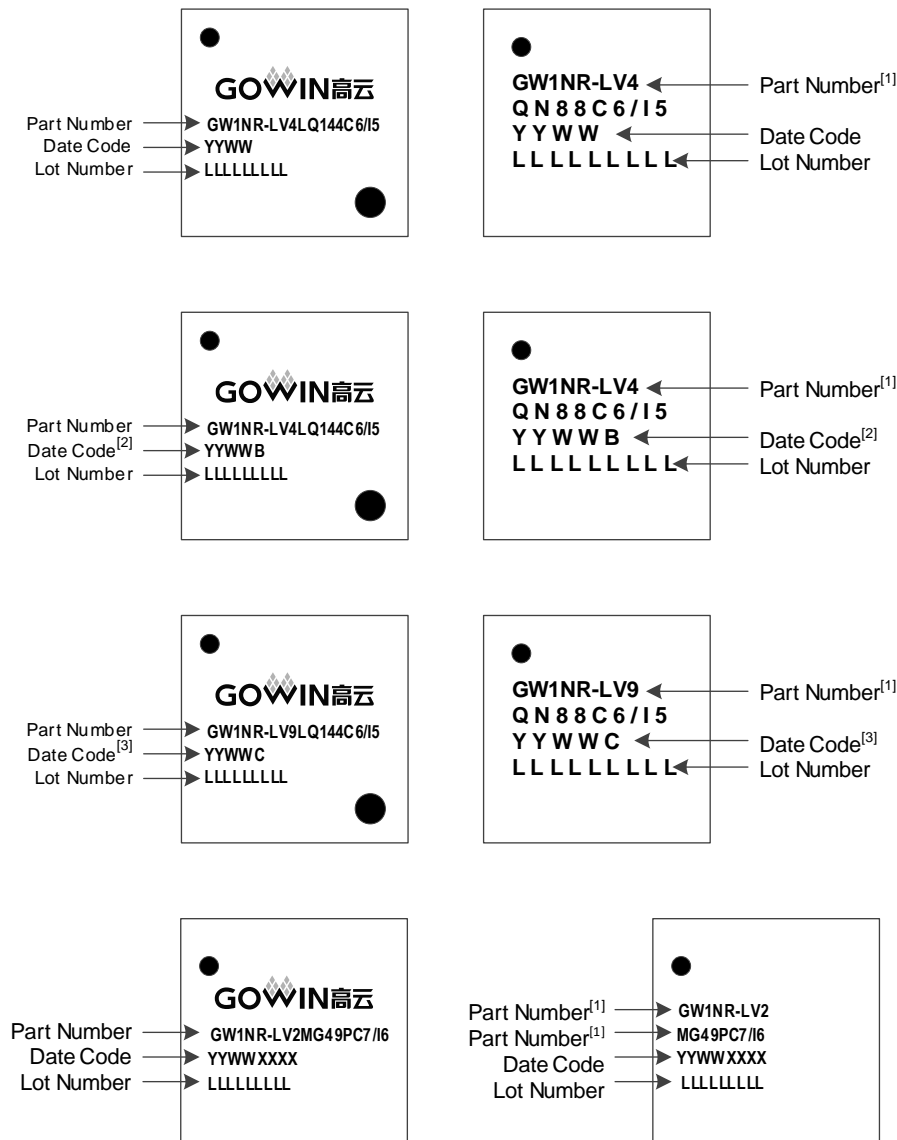 GOWIN高云
Part Number GW1NR-LV4LQ144C6/I5
Date Code YYWW
Lot Number LLLLLLLLL
GW1NR-LV4 Part Number[1]
QN88C6/I5
YYWW Date Code
LLLLLLLLL Lot Number
GOWIN高云
Part Number GW1NR-LV4LQ144C6/I5
Date Code[2] YYWWB
Lot Number LLLLLLLLL
GW1NR-LV4 Part Number[1]
QN88C6/I5
YYWWB Date Code[2]
LLLLLLLLL Lot Number
GOWIN高云
Part Number GW1NR-LV9LQ144C6/I5
Date Code[3] YYWWC
Lot Number LLLLLLLLL
GW1NR-LV9 Part Number[1]
QN88C6/I5
YYWWC Date Code[3]
LLLLLLLLL Lot Number
GOWIN高云
Part Number GW1NR-LV2MG49PC7/I6
Date Code YYWWXXXX
Lot Number LLLLLLLLL
Part Number[1] GW1NR-LV2
Part Number[1] MG49PC7/I6
Date Code YYWWXXXX
Lot Number LLLLLLLLL